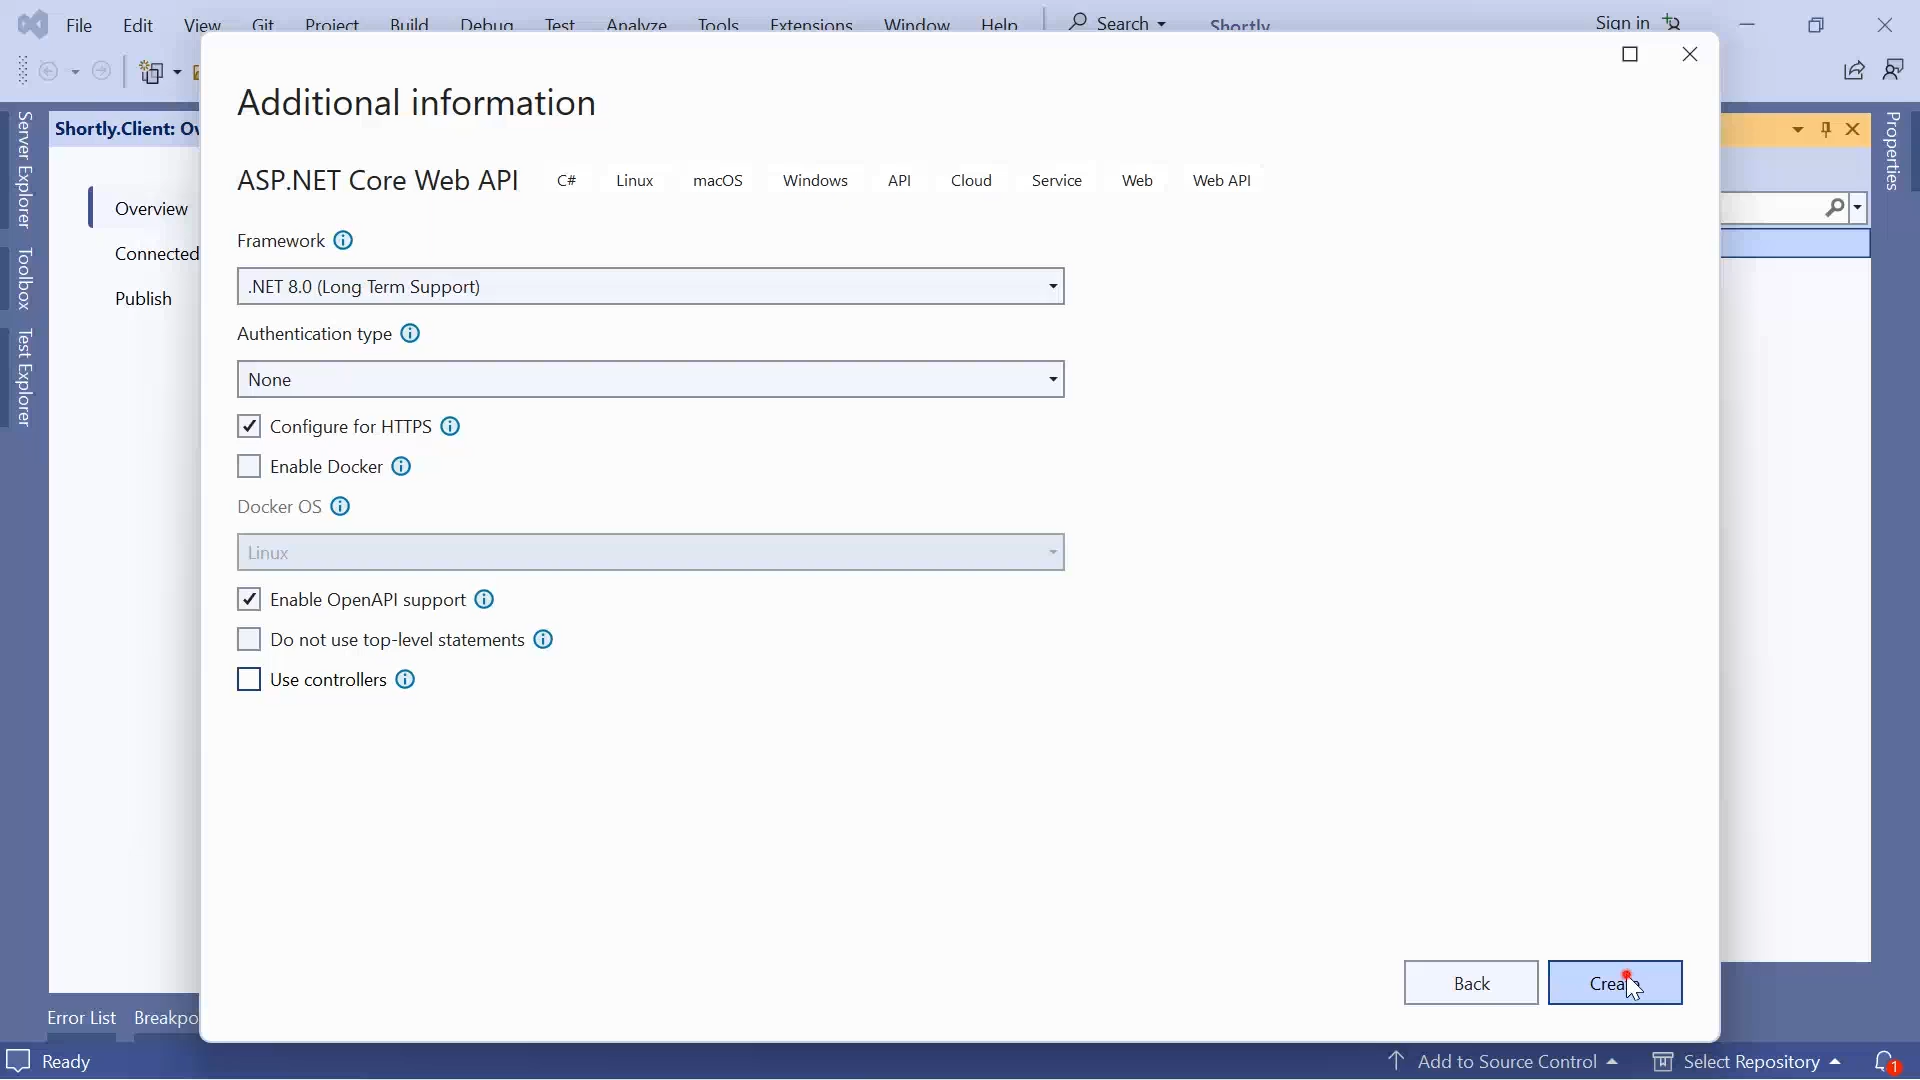 File Edit View Git Project Build Debug Test Analyze Tools Extensions Window Help Search Shortly Sign in
Additional information
Server Explorer
Toolbox
Test Explorer
Shortly.Client: Ov
Overview
Connected
Publish
ASP.NET Core Web API C# Linux macOS Windows API Cloud Service Web Web API
Framework
.NET 8.0 (Long Term Support)
Authentication type
None
Configure for HTTPS
Enable Docker
Docker OS
Linux
Enable OpenAPI support
Do not use top-level statements
Use controllers
Back Create
Properties
Error List Breakpo
Ready Add to Source Control Select Repository 1